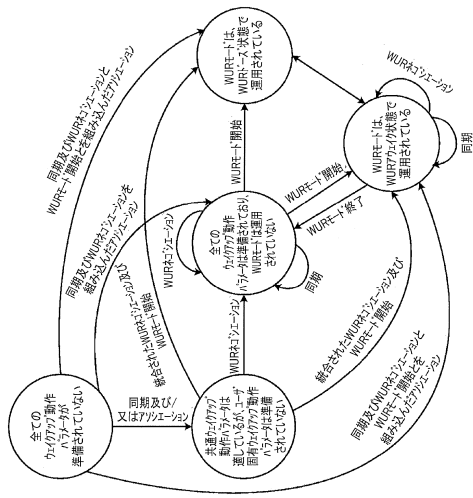 WURモードは、
WURドーズ状態で
運用されている
同期及びWURネゴシエーションと
WURモード開始とを組み込んだアソシエーション
WURネゴシエーション
WURモードは、
WURアウェイク状態で
運用されている
同期
WURモード開始
同期及びWURネゴシエーションを
組み込んだアソシエーション
WURモード開始
WURモード終了
WURネゴシエーション
全ての
ウェイクアップ動作
パラメータは準備されており、
WURモードは運用
されていない
同期
統合されたWURネゴシエーション及び
WURモード開始
WURネゴシエーション
統合されたWURネゴシエーション及び
WURモード開始
全ての
ウェイクアップ動作
パラメータが
準備されていない
同期及び/
又はアソシエーション
共通ウェイクアップ
動作パラメータは
適しているが、ユーザ
固有ウェイクアップ動作
パラメータは準備
されていない
同期及びWURネゴシエーションと
WURモード開始とを
組み込んだアソシエーション